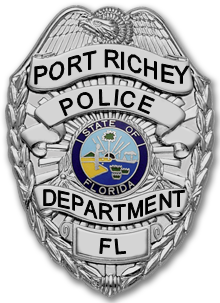 PORT RICHEY
POLICE
STATE OF
FLORIDA
DEPARTMENT
FL